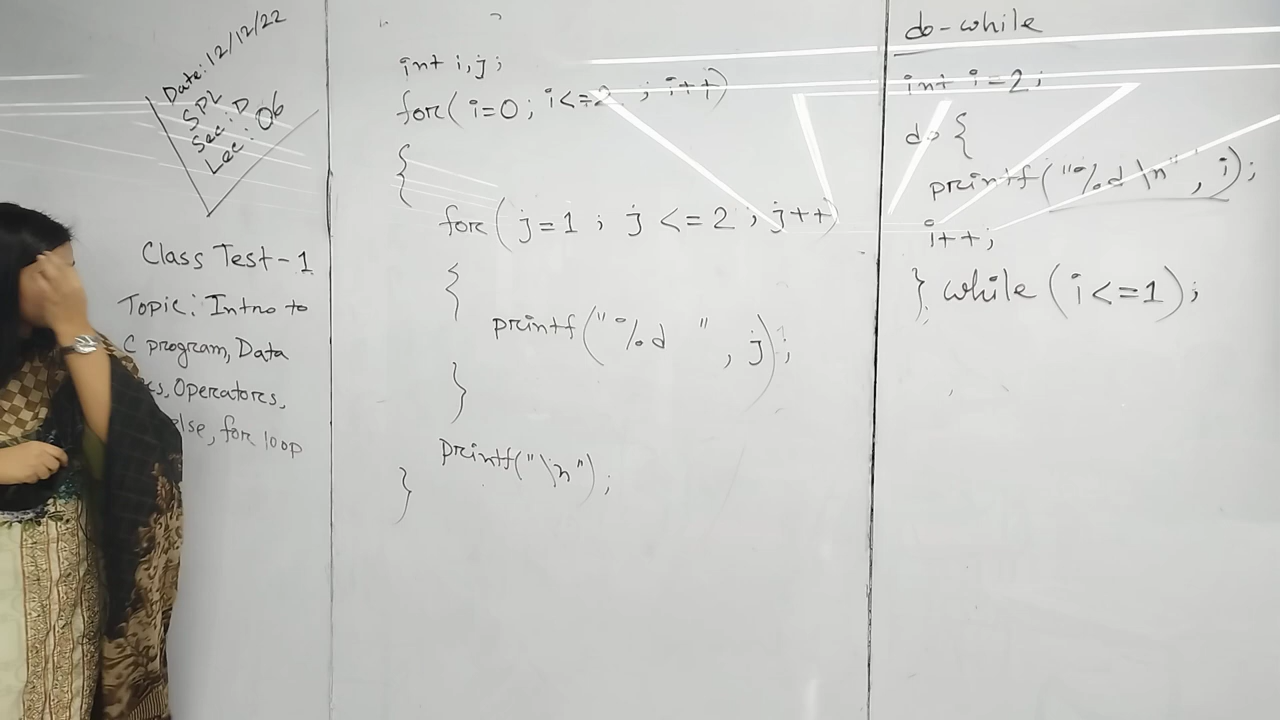 Date: 12/12/22
SPL
Sec: D
Lec: 06
Class Test - 1
Topic: Intro to
C program, Data
Operators,
else, for loop
int i, j;
for( i=0; i<=2 ; i++)
{
for( j=1 ; j <= 2 ; j++)
{
printf("%d ", j);
}
printf("\n");
}
do-while
int i=2;
do {
printf("%d \n", i);
i++;
} while (i<=1);